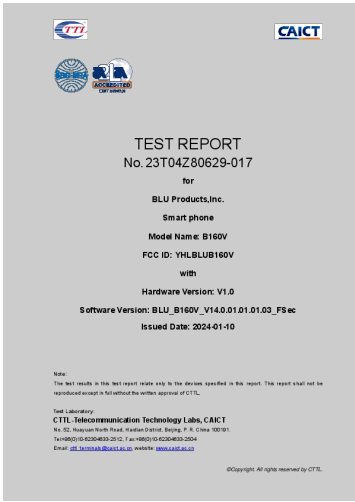 CTTL
CAICT
ACCREDITED
TEST REPORT
No. 23T04Z80629-017
for
BLU Products,Inc.
Smart phone
Model Name: B160V
FCC ID: YHLBLUB160V
with
Hardware Version: V1.0
Software Version: BLU_B160V_V14.0.01.01.01.03_FSec
Issued Date: 2024-01-10
Note:
The test results in this test report relate only to the devices specified in this report. This report shall not be
reproduced except in full without the written approval of CTTL.
Test Laboratory:
CTTL-Telecommunication Technology Labs, CAICT
No. 52, Huayuan North Road, Haidian District, Beijing, P. R. China 100191.
Tel:+86(0)10-62304633-2512, Fax:+86(0)10-62304633-2504
Email: cttl_terminals@caict.ac.cn, website: www.caict.ac.cn
©Copyright. All rights reserved by CTTL.